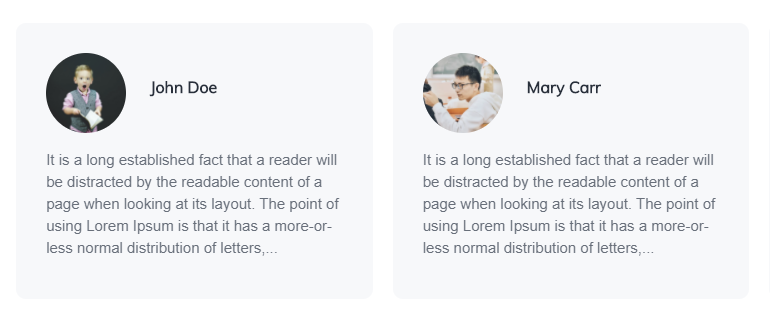 John Doe
It is a long established fact that a reader will
be distracted by the readable content of a
page when looking at its layout. The point of
using Lorem Ipsum is that it has a more-or-
less normal distribution of letters,...
Mary Carr
It is a long established fact that a reader will
be distracted by the readable content of a
page when looking at its layout. The point of
using Lorem Ipsum is that it has a more-or-
less normal distribution of letters,...